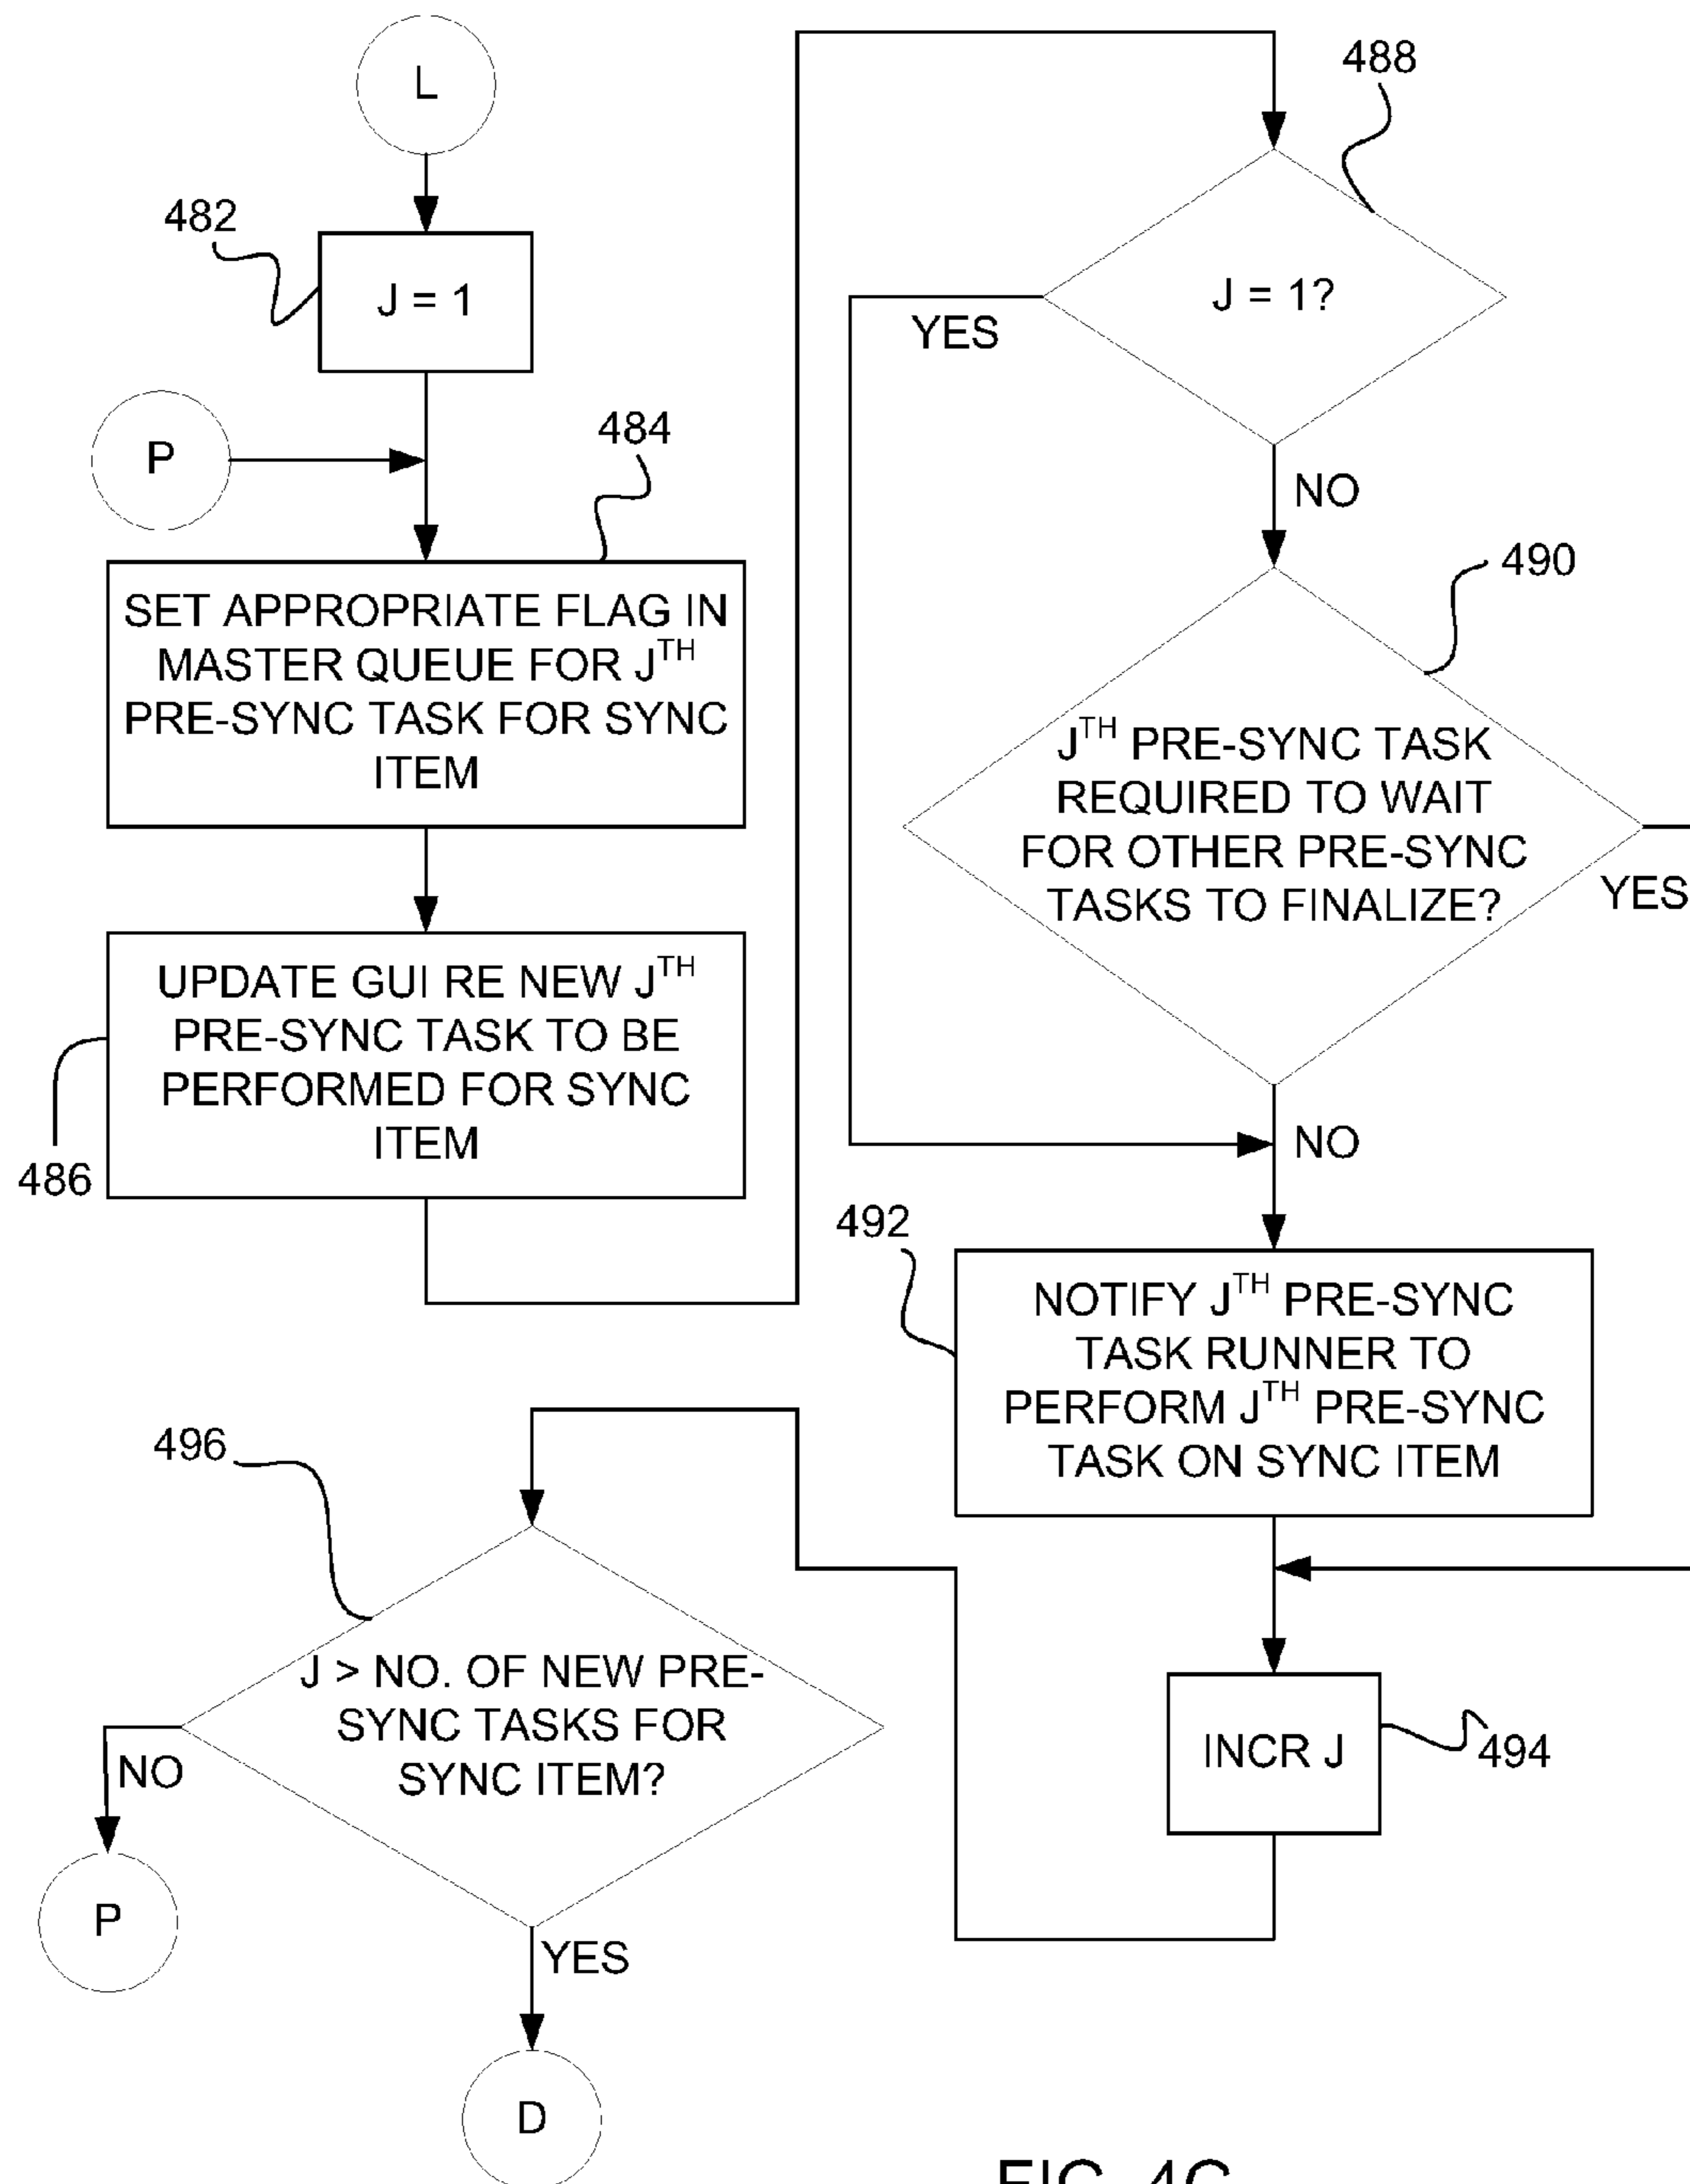 L
482
J = 1
P
484
SET APPROPRIATE FLAG IN
MASTER QUEUE FOR JTH
PRE-SYNC TASK FOR SYNC
ITEM
UPDATE GUI RE NEW JTH
PRE-SYNC TASK TO BE
PERFORMED FOR SYNC
ITEM
486
488
J = 1?
YES
NO
490
JTH PRE-SYNC TASK
REQUIRED TO WAIT
FOR OTHER PRE-SYNC
TASKS TO FINALIZE?
YES
NO
492
NOTIFY JTH PRE-SYNC
TASK RUNNER TO
PERFORM JTH PRE-SYNC
TASK ON SYNC ITEM
INCR J
494
496
J > NO. OF NEW PRE-
SYNC TASKS FOR
SYNC ITEM?
NO
P
YES
D